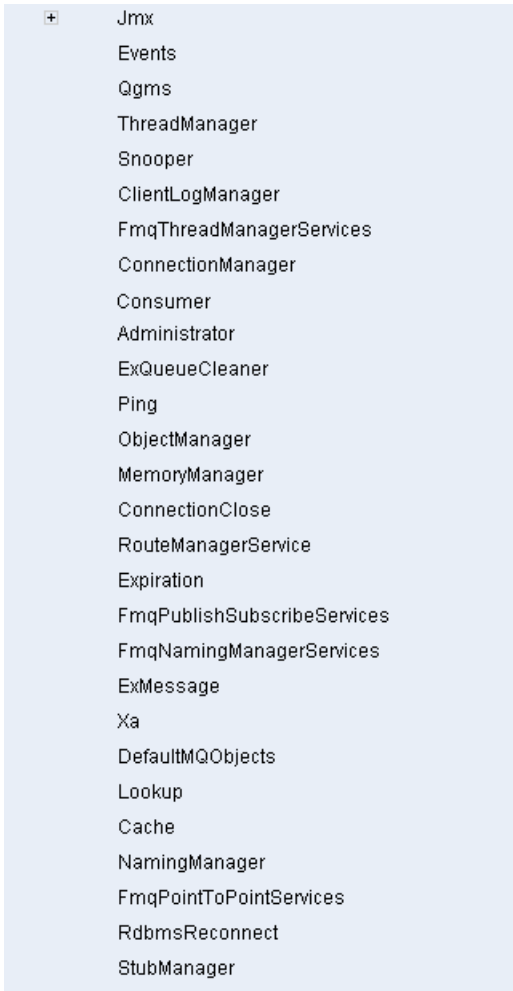 Jmx
Events
Qgms
ThreadManager
Snooper
ClientLogManager
FmqThreadManagerServices
ConnectionManager
Consumer
Administrator
ExQueueCleaner
Ping
ObjectManager
MemoryManager
ConnectionClose
RouteManagerService
Expiration
FmqPublishSubscribeServices
FmqNamingManagerServices
ExMessage
Xa
DefaultMQObjects
Lookup
Cache
NamingManager
FmqPointToPointServices
RdbmsReconnect
StubManager